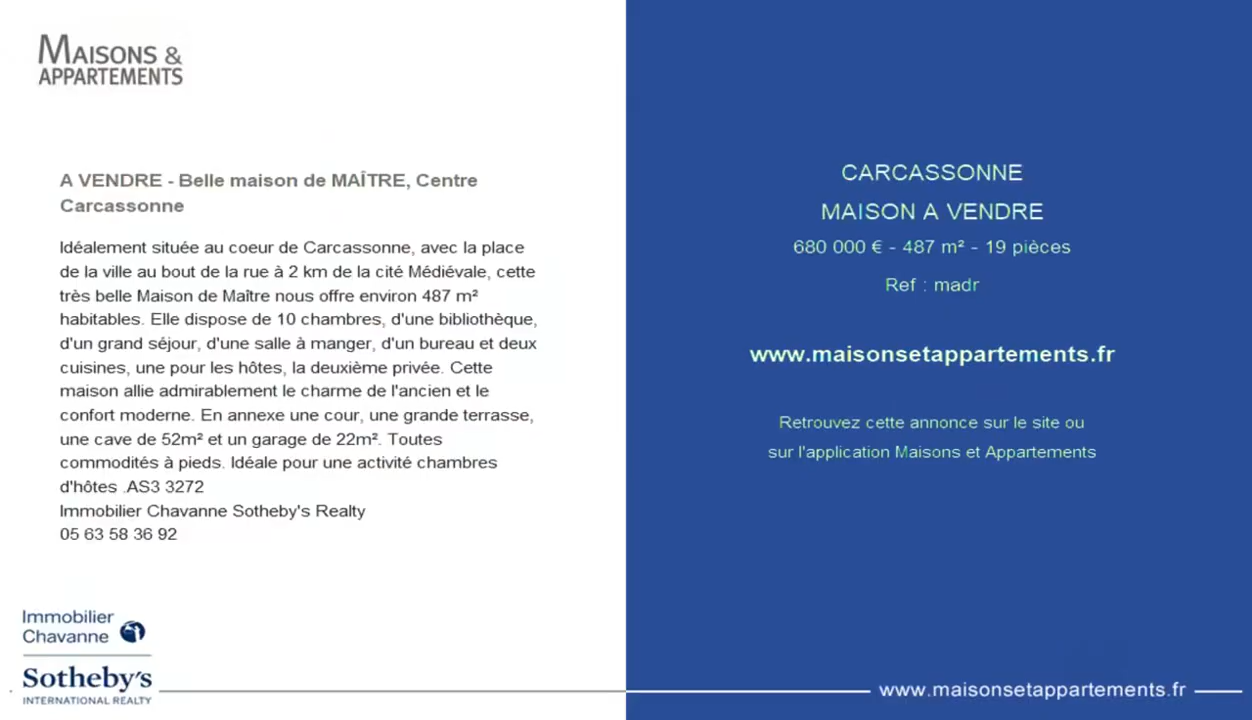 MAISONS &
APPARTEMENTS
A VENDRE - Belle maison de MAÎTRE, Centre
Carcassonne
Idéalement située au coeur de Carcassonne, avec la place
de la ville au bout de la rue à 2 km de la cité Médiévale, cette
très belle Maison de Maître nous offre environ 487 m²
habitables. Elle dispose de 10 chambres, d'une bibliothèque,
d'un grand séjour, d'une salle à manger, d'un bureau et deux
cuisines, une pour les hôtes, la deuxième privée. Cette
maison allie admirablement le charme de l'ancien et le
confort moderne. En annexe une cour, une grande terrasse,
une cave de 52m² et un garage de 22m². Toutes
commodités à pieds. Idéale pour une activité chambres
d'hôtes .AS3 3272
Immobilier Chavanne Sotheby's Realty
05 63 58 36 92
Immobilier
Chavanne
Sotheby's
INTERNATIONAL REALTY
CARCASSONNE
MAISON A VENDRE
680 000 € - 487 m² - 19 pièces
Ref : madr
www.maisonsetappartements.fr
Retrouvez cette annonce sur le site ou
sur l'application Maisons et Appartements
www.maisonsetappartements.fr